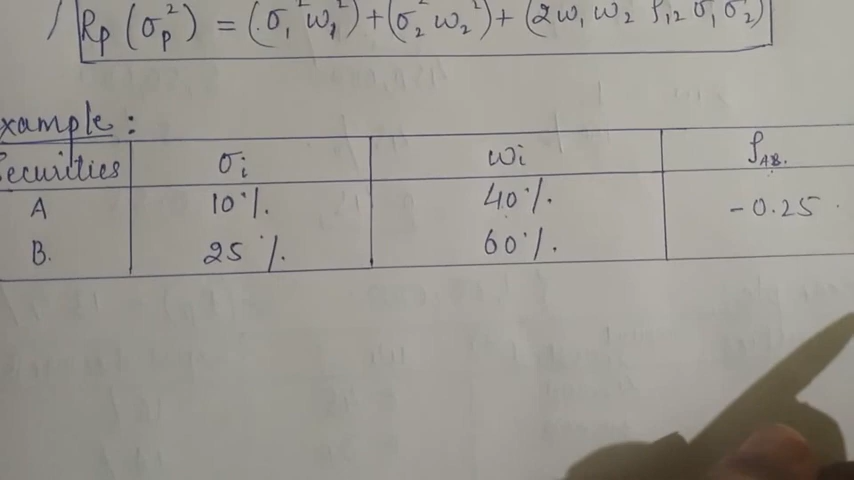 Rp (σp²) = (σ₁² w₁²) + (σ₂² w₂²) + (2w₁ w₂ ρ₁₂ σ₁ σ₂)
xample :
ecurities σi wi ρAB.
A 10%. 40%. -0.25
B. 25%. 60%.